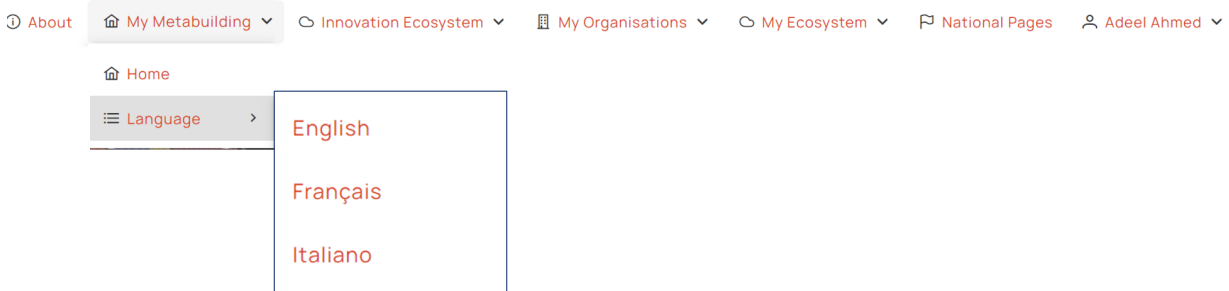 About My Metabuilding Innovation Ecosystem My Organisations My Ecosystem National Pages Adeel Ahmed
Home
Language
English
Français
Italiano